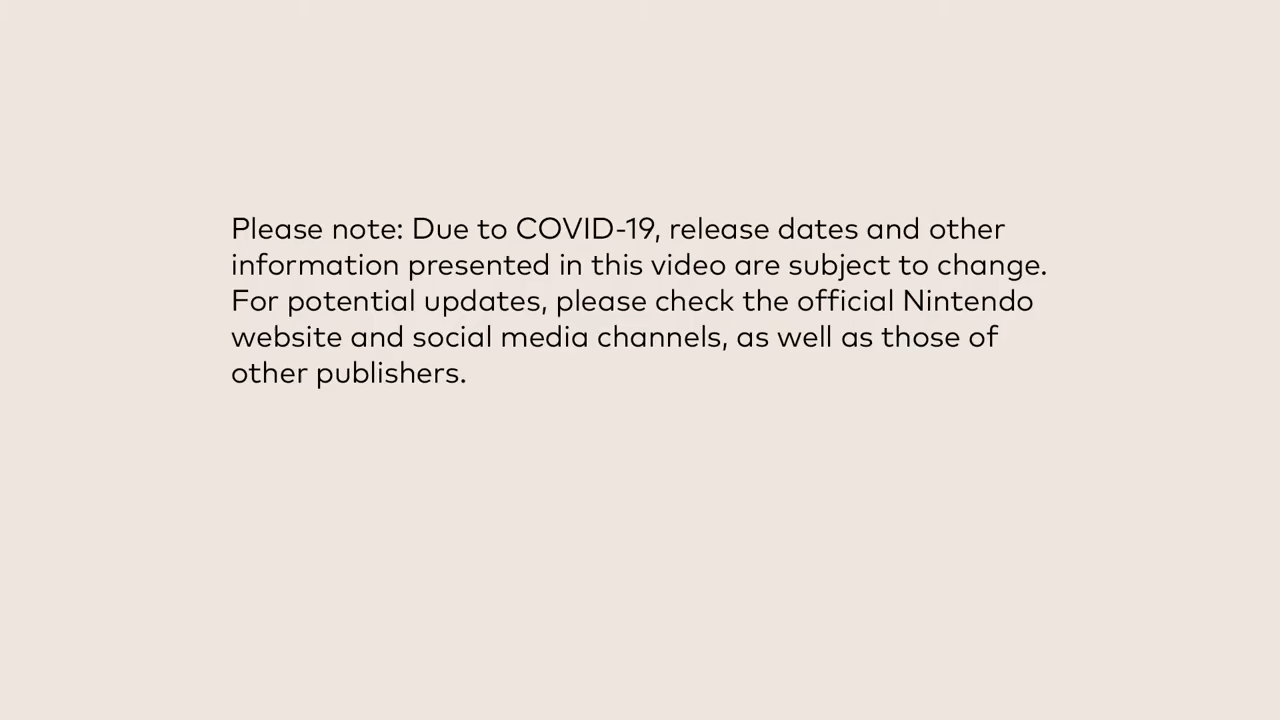 Please note: Due to COVID-19, release dates and other
information presented in this video are subject to change.
For potential updates, please check the official Nintendo
website and social media channels, as well as those of
other publishers.